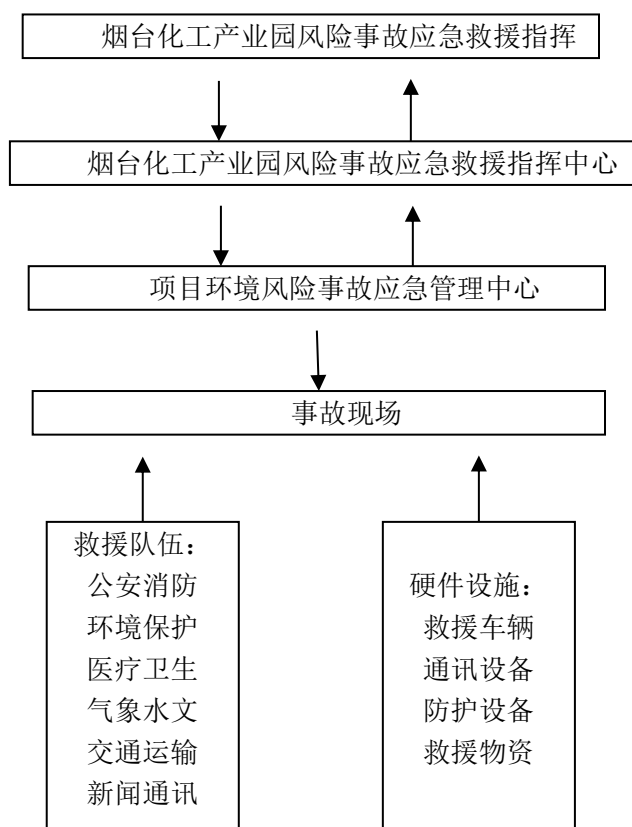 烟台化工产业园风险事故应急救援指挥
烟台化工产业园风险事故应急救援指挥中心
项目环境风险事故应急管理中心
事故现场
救援队伍：
公安消防
环境保护
医疗卫生
气象水文
交通运输
新闻通讯
硬件设施：
救援车辆
通讯设备
防护设备
救援物资